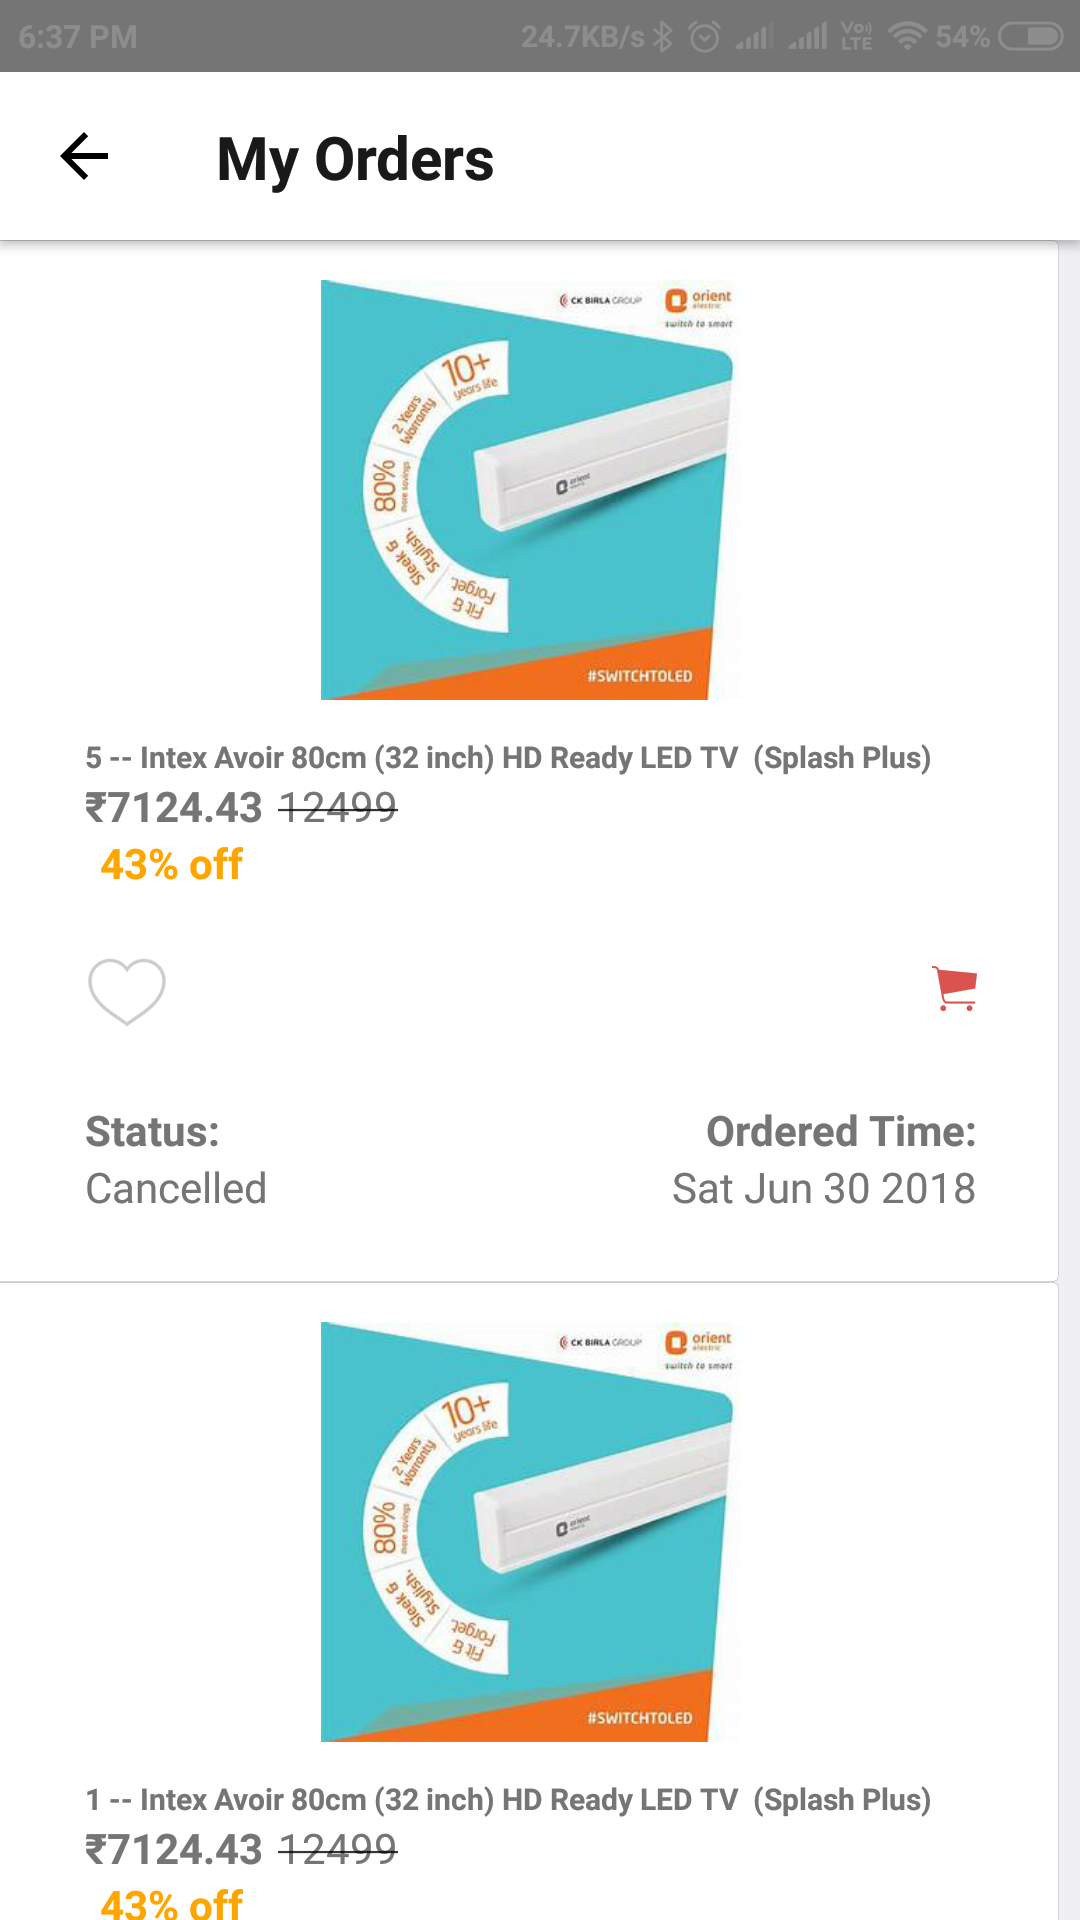 6:37 PM 24.7KB/s Vo)) LTE 54%
My Orders
CK BIRLA GROUP orient
electric
switch to smart
10+
years life
2 Years
Warranty
80%
more savings
Sleek &
Stylish.
Fit &
Forget.
orient
#SWITCHTOLED
5 -- Intex Avoir 80cm (32 inch) HD Ready LED TV (Splash Plus)
₹7124.43 12499
43% off
Status: Ordered Time:
Cancelled Sat Jun 30 2018
CK BIRLA GROUP orient
electric
switch to smart
10+
years life
2 Years
Warranty
80%
more savings
Sleek &
Stylish.
Fit &
Forget.
orient
#SWITCHTOLED
1 -- Intex Avoir 80cm (32 inch) HD Ready LED TV (Splash Plus)
₹7124.43 12499
43% off